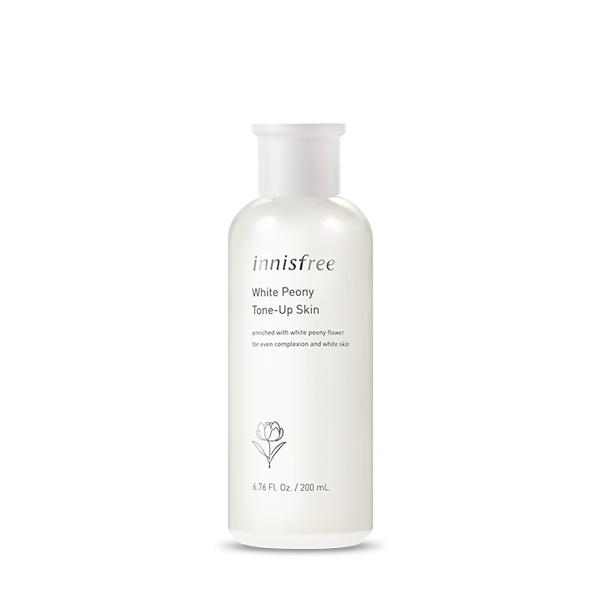 innisfree
White Peony
Tone-Up Skin
enriched with white peony flower
for even complexion and white skin
6.76 Fl. Oz. / 200 mL